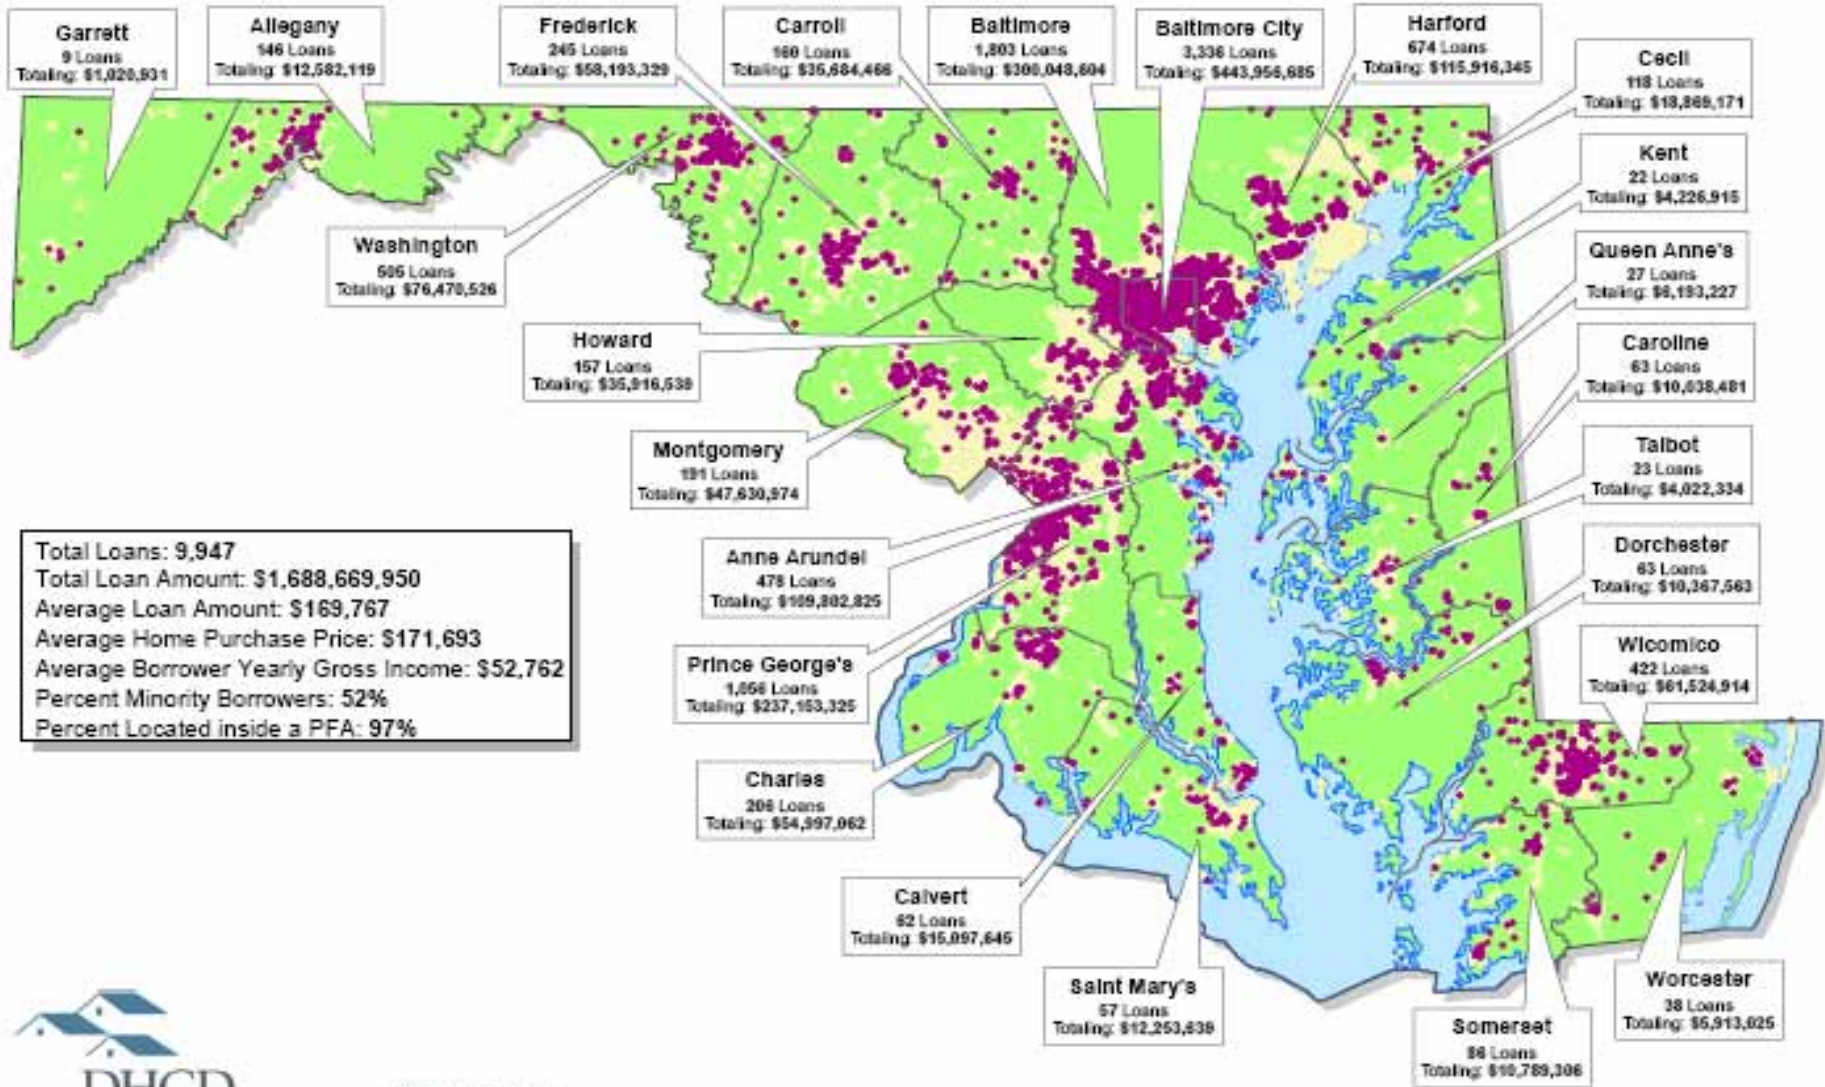 Garrett
9 Loans
Totaling: $1,020,931
Allegany
146 Loans
Totaling: $12,582,119
Frederick
245 Loans
Totaling: $58,193,329
Carroll
160 Loans
Totaling: $35,684,466
Baltimore
1,803 Loans
Totaling: $300,048,604
Baltimore City
3,336 Loans
Totaling: $443,956,685
Harford
674 Loans
Totaling: $115,916,345
Cecil
118 Loans
Totaling: $18,869,171
Kent
22 Loans
Totaling: $4,226,915
Washington
505 Loans
Totaling: $76,470,526
Queen Anne's
27 Loans
Totaling: $6,193,227
Howard
157 Loans
Totaling: $35,916,539
Caroline
63 Loans
Totaling: $10,038,481
Montgomery
191 Loans
Totaling: $47,630,974
Talbot
23 Loans
Totaling: $4,022,334
Total Loans: 9,947
Total Loan Amount: $1,688,669,950
Average Loan Amount: $169,767
Average Home Purchase Price: $171,693
Average Borrower Yearly Gross Income: $52,762
Percent Minority Borrowers: 52%
Percent Located inside a PFA: 97%
Anne Arundel
478 Loans
Totaling: $109,802,825
Dorchester
63 Loans
Totaling: $10,367,563
Prince George's
1,056 Loans
Totaling: $237,153,325
Wicomico
422 Loans
Totaling: $61,524,914
Charles
206 Loans
Totaling: $54,997,062
Calvert
62 Loans
Totaling: $15,097,645
Saint Mary's
57 Loans
Totaling: $12,253,639
Worcester
38 Loans
Totaling: $5,913,025
Somerset
Loans
Totaling: $10,789,306
DHCD